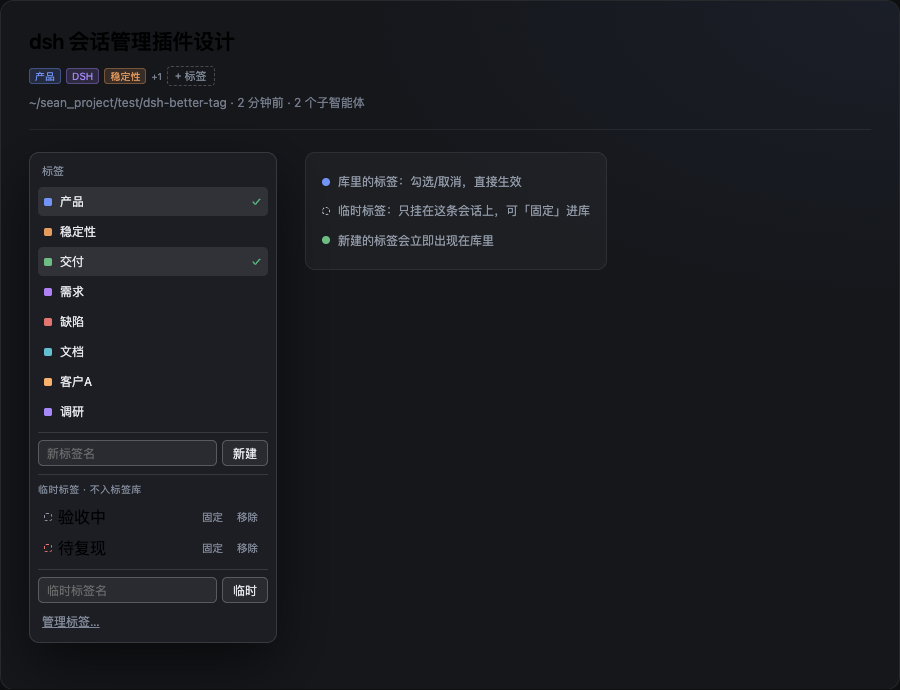 dsh 会话管理插件设计
产品 DSH 稳定性 +1 + 标签
~/sean_project/test/dsh-better-tag · 2 分钟前 · 2 个子智能体
标签
产品
稳定性
交付
需求
缺陷
文档
客户A
调研
新标签名 新建
临时标签 · 不入标签库
验收中 固定 移除
待复现 固定 移除
临时标签名 临时
管理标签...
库里的标签：勾选/取消，直接生效
临时标签：只挂在这条会话上，可「固定」进库
新建的标签会立即出现在库里